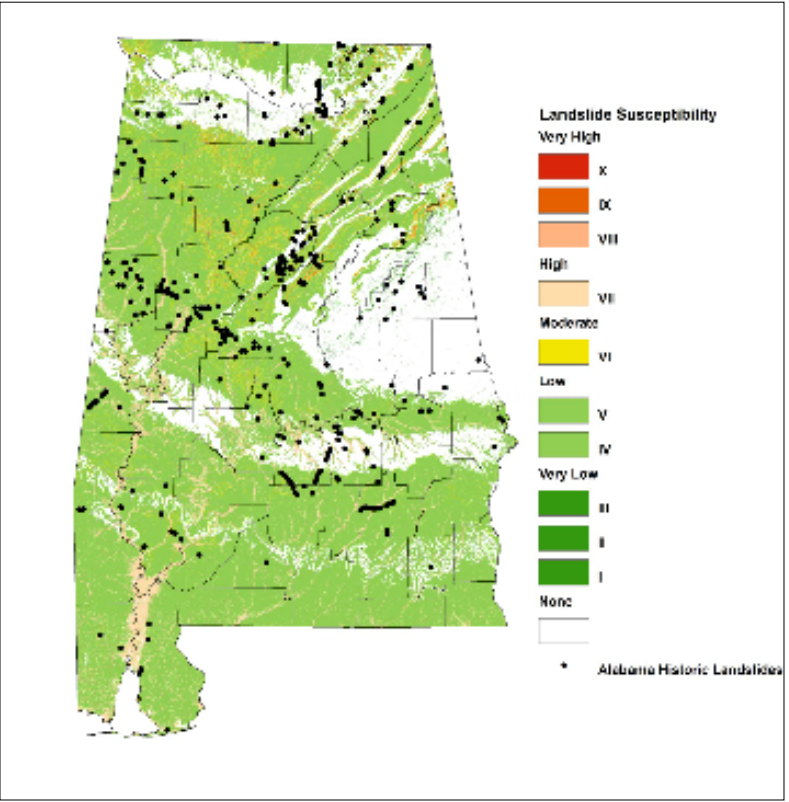 Landslide Susceptibility
Very High
X
IX
VIII
High
VII
Moderate
VI
Low
V
IV
Very Low
III
II
I
None
Alabama Historic Landslides